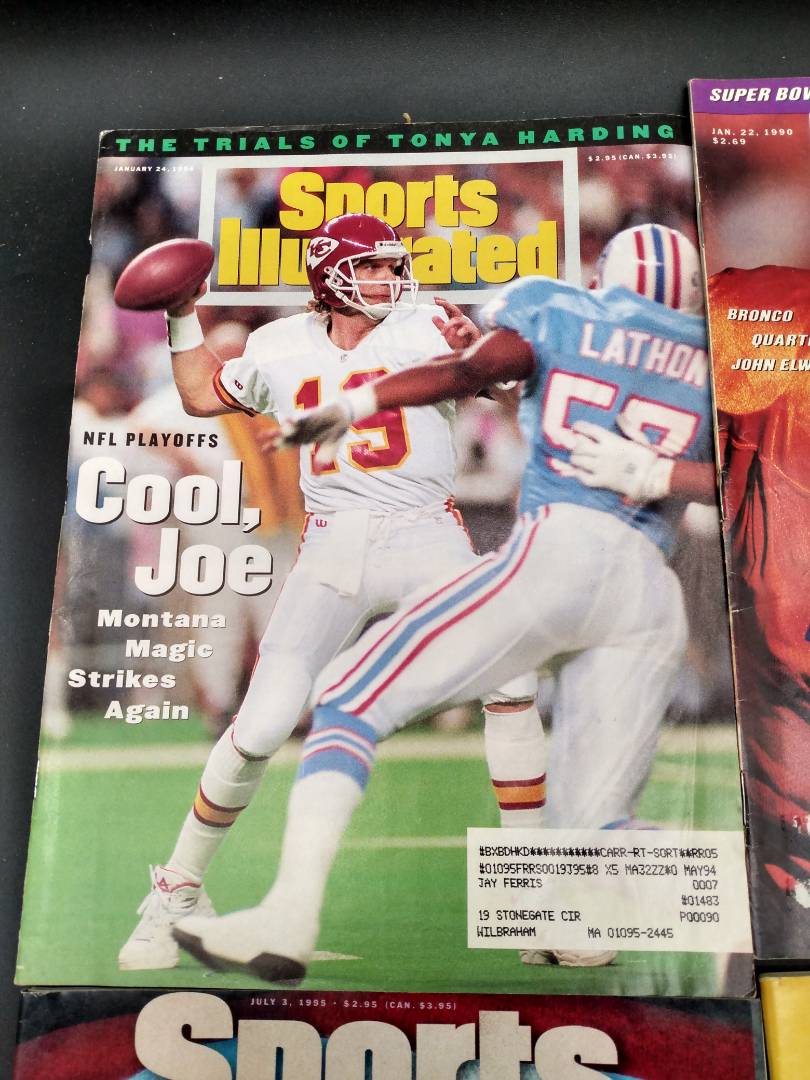 THE TRIALS OF TONYA HARDING
JANUARY 24, 1994
$2.95 (CAN. $3.95)
Sports
Illustrated
KC
19
LATHON
57
NFL PLAYOFFS
Cool,
Joe
Montana
Magic
Strikes
Again
#BXBDHKD***********CARR-RT-SORT**RR05
#01095FRRS0019J95#8 X5 MA32ZZ*0 MAY94
JAY FERRIS 0007
#01483
19 STONEGATE CIR P00090
WILBRAHAM MA 01095-2445
SUPER BOW
JAN. 22, 1990
$2.69
BRONCO
QUART
JOHN ELW
JULY 3, 1995 · $2.95 (CAN. $3.95)
Sports